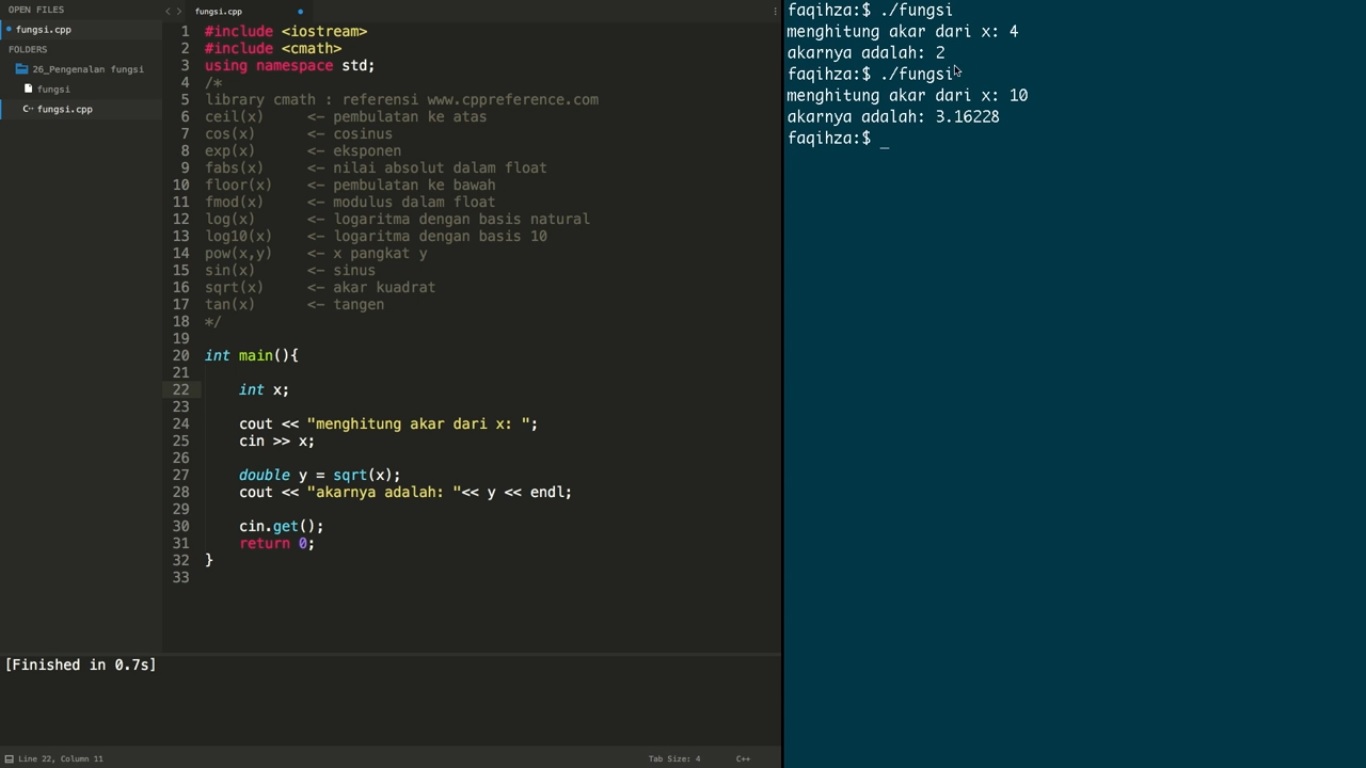 OPEN FILES
fungsi.cpp
FOLDERS
26_Pengenalan fungsi
fungsi
fungsi.cpp
fungsi.cpp
1 #include <iostream>
2 #include <cmath>
3 using namespace std;
4 /*
5 library cmath : referensi www.cppreference.com
6 ceil(x)      <- pembulatan ke atas
7 cos(x)       <- cosinus
8 exp(x)       <- eksponen
9 fabs(x)      <- nilai absolut dalam float
10 floor(x)     <- pembulatan ke bawah
11 fmod(x)      <- modulus dalam float
12 log(x)       <- logaritma dengan basis natural
13 log10(x)     <- logaritma dengan basis 10
14 pow(x,y)     <- x pangkat y
15 sin(x)       <- sinus
16 sqrt(x)      <- akar kuadrat
17 tan(x)       <- tangen
18 */
19
20 int main(){
21
22     int x;
23
24     cout << "menghitung akar dari x: ";
25     cin >> x;
26
27     double y = sqrt(x);
28     cout << "akarnya adalah: "<< y << endl;
29
30     cin.get();
31     return 0;
32 }
33
[Finished in 0.7s]
Line 22, Column 11
Tab Size: 4
C++
faqihza:$ ./fungsi
menghitung akar dari x: 4
akarnya adalah: 2
faqihza:$ ./fungsi
menghitung akar dari x: 10
akarnya adalah: 3.16228
faqihza:$ _